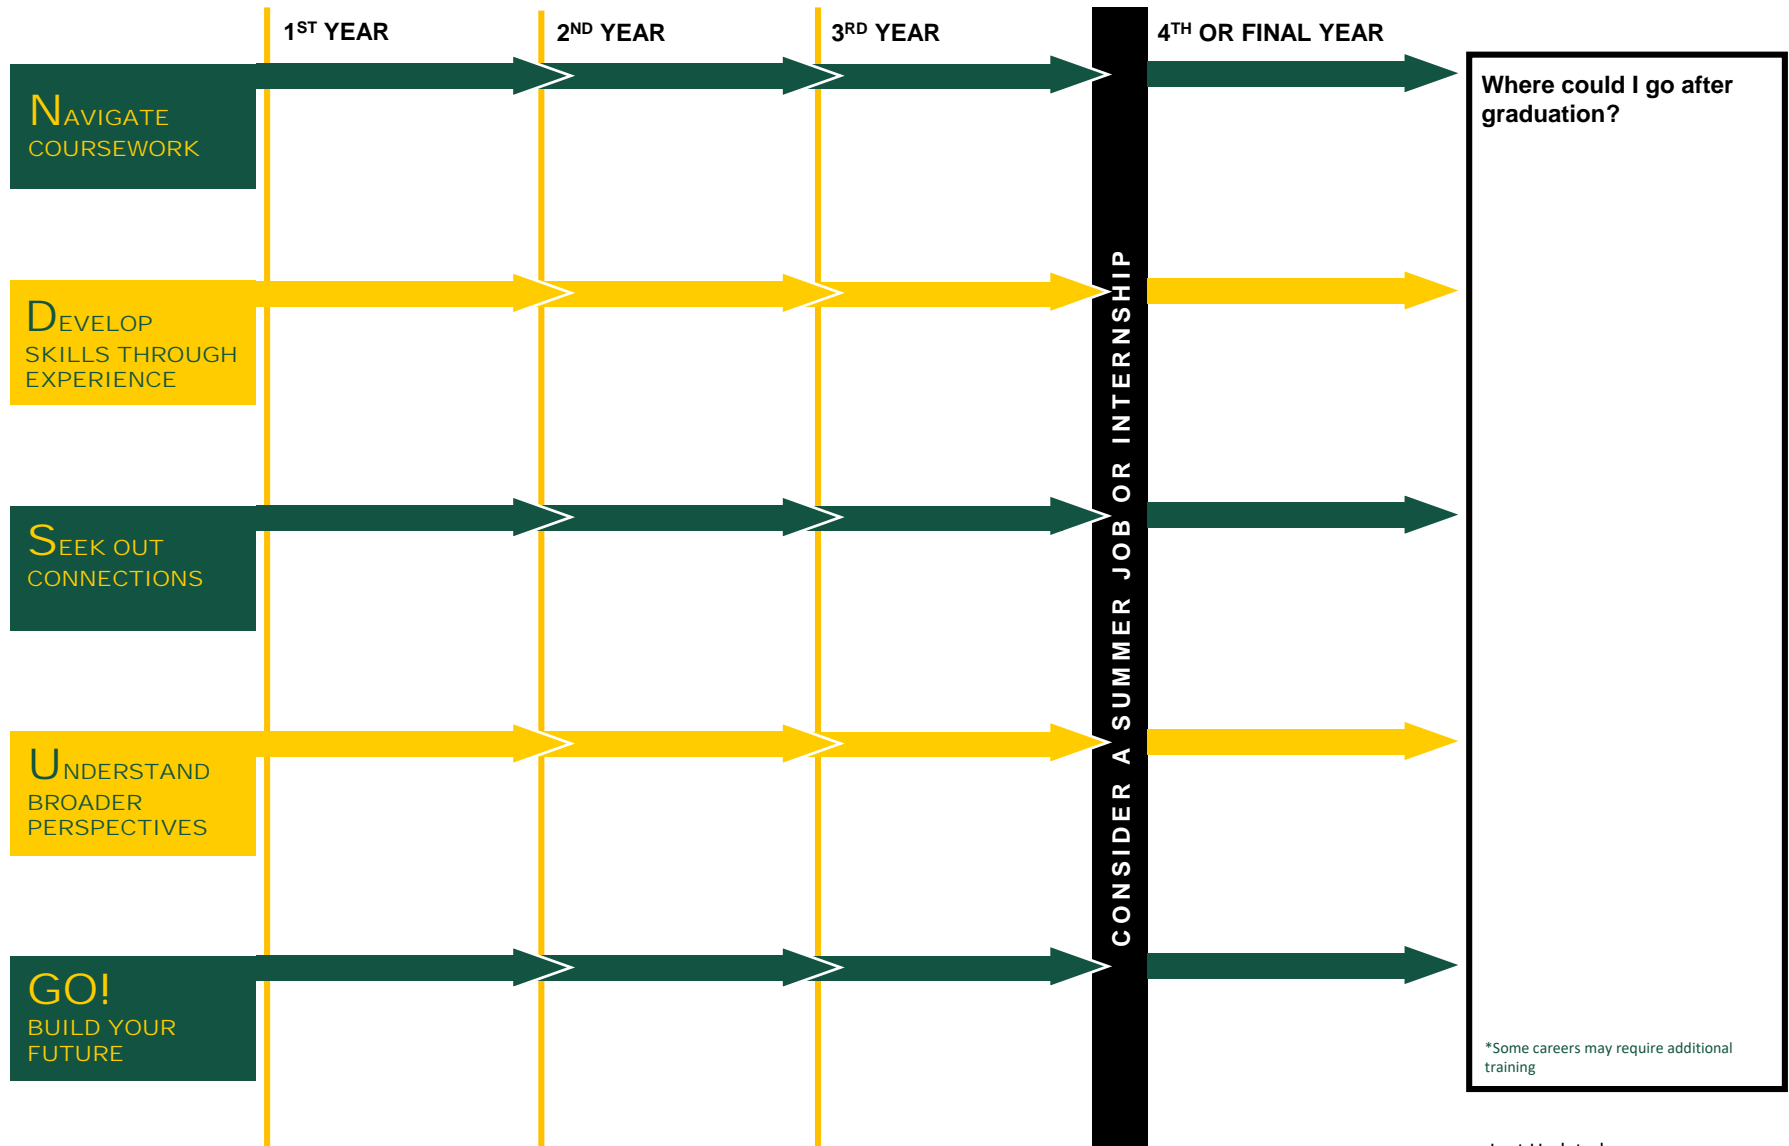 1ST YEAR
2ND YEAR
3RD YEAR
4TH OR FINAL YEAR
NAVIGATE
COURSEWORK
DEVELOP
SKILLS THROUGH
EXPERIENCE
SEEK OUT
CONNECTIONS
UNDERSTAND
BROADER
PERSPECTIVES
GO!
BUILD YOUR
FUTURE
CONSIDER A SUMMER JOB OR INTERNSHIP
Where could I go after
graduation?
*Some careers may require additional
training